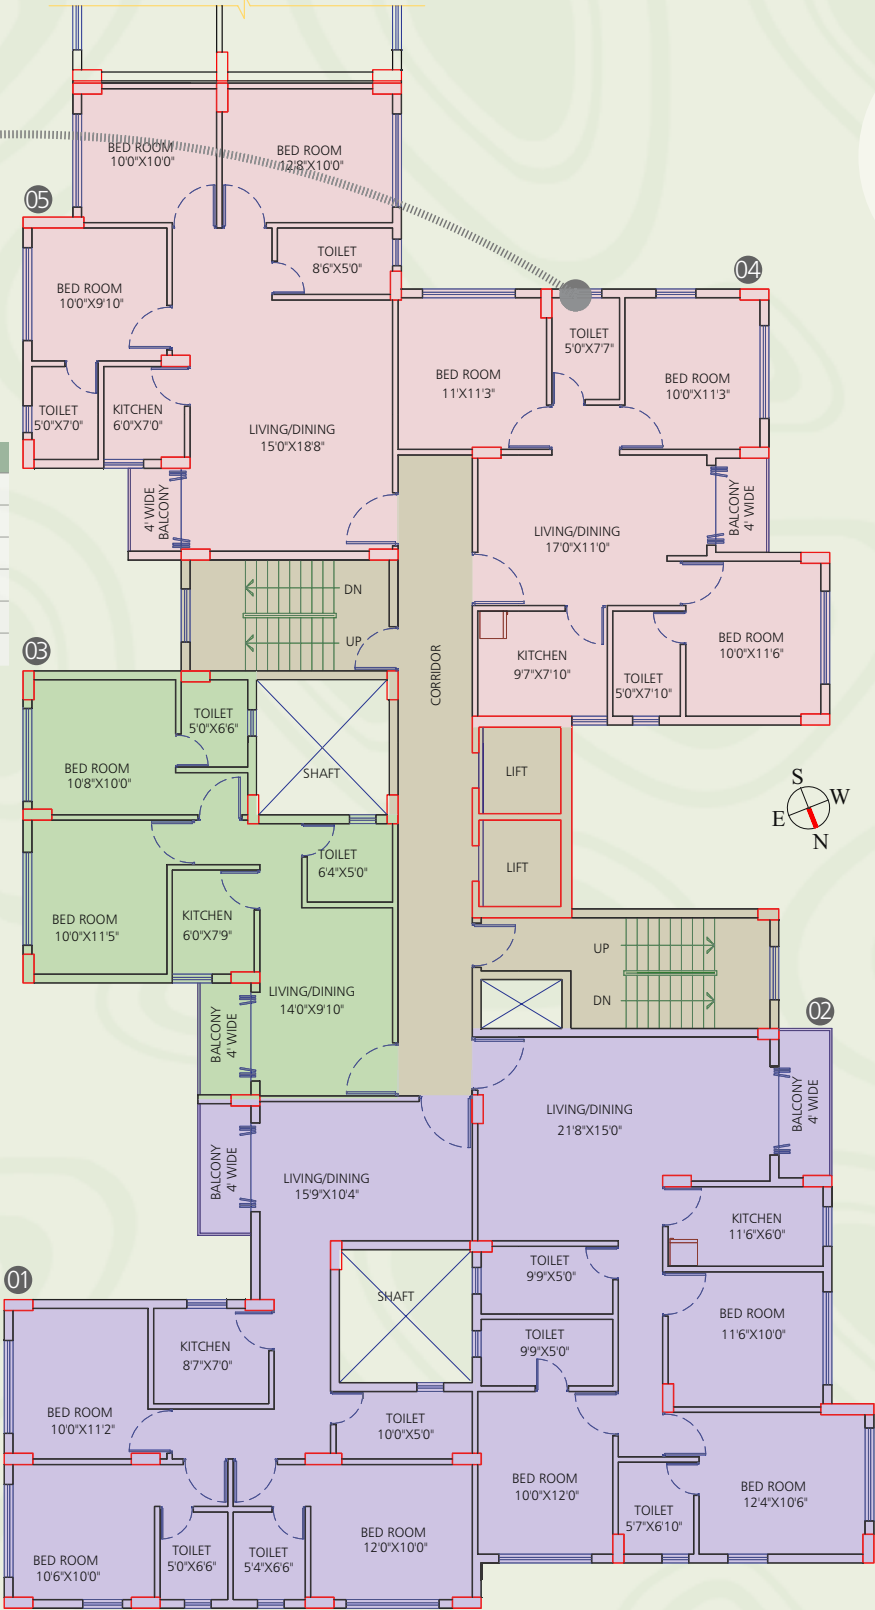 BED ROOM
10'0"X10'0"
BED ROOM
12'8"X10'0"
05
TOILET
8'6"X5'0"
BED ROOM
10'0"X9'10"
04
TOILET
5'0"X7'7"
BED ROOM
11'X11'3"
BED ROOM
10'0"X11'3"
TOILET
5'0"X7'0"
KITCHEN
6'0"X7'0"
LIVING/DINING
15'0"X18'8"
4' WIDE
BALCONY
BALCONY
4' WIDE
LIVING/DINING
17'0"X11'0"
DN
UP
CORRIDOR
KITCHEN
9'7"X7'10"
TOILET
5'0"X7'10"
BED ROOM
10'0"X11'6"
03
TOILET
5'0"X6'6"
BED ROOM
10'8"X10'0"
SHAFT
LIFT
S
W
E
N
TOILET
6'4"X5'0"
LIFT
BED ROOM
10'0"X11'5"
KITCHEN
6'0"X7'9"
UP
DN
LIVING/DINING
14'0"X9'10"
BALCONY
4' WIDE
02
LIVING/DINING
21'8"X15'0"
BALCONY
4' WIDE
BALCONY
4' WIDE
LIVING/DINING
15'9"X10'4"
KITCHEN
11'6"X6'0"
TOILET
9'9"X5'0"
01
SHAFT
BED ROOM
11'6"X10'0"
KITCHEN
8'7"X7'0"
TOILET
9'9"X5'0"
BED ROOM
10'0"X11'2"
TOILET
10'0"X5'0"
BED ROOM
10'0"X12'0"
BED ROOM
12'4"X10'6"
TOILET
5'7"X6'10"
BED ROOM
10'6"X10'0"
TOILET
5'0"X6'6"
TOILET
5'4"X6'6"
BED ROOM
12'0"X10'0"